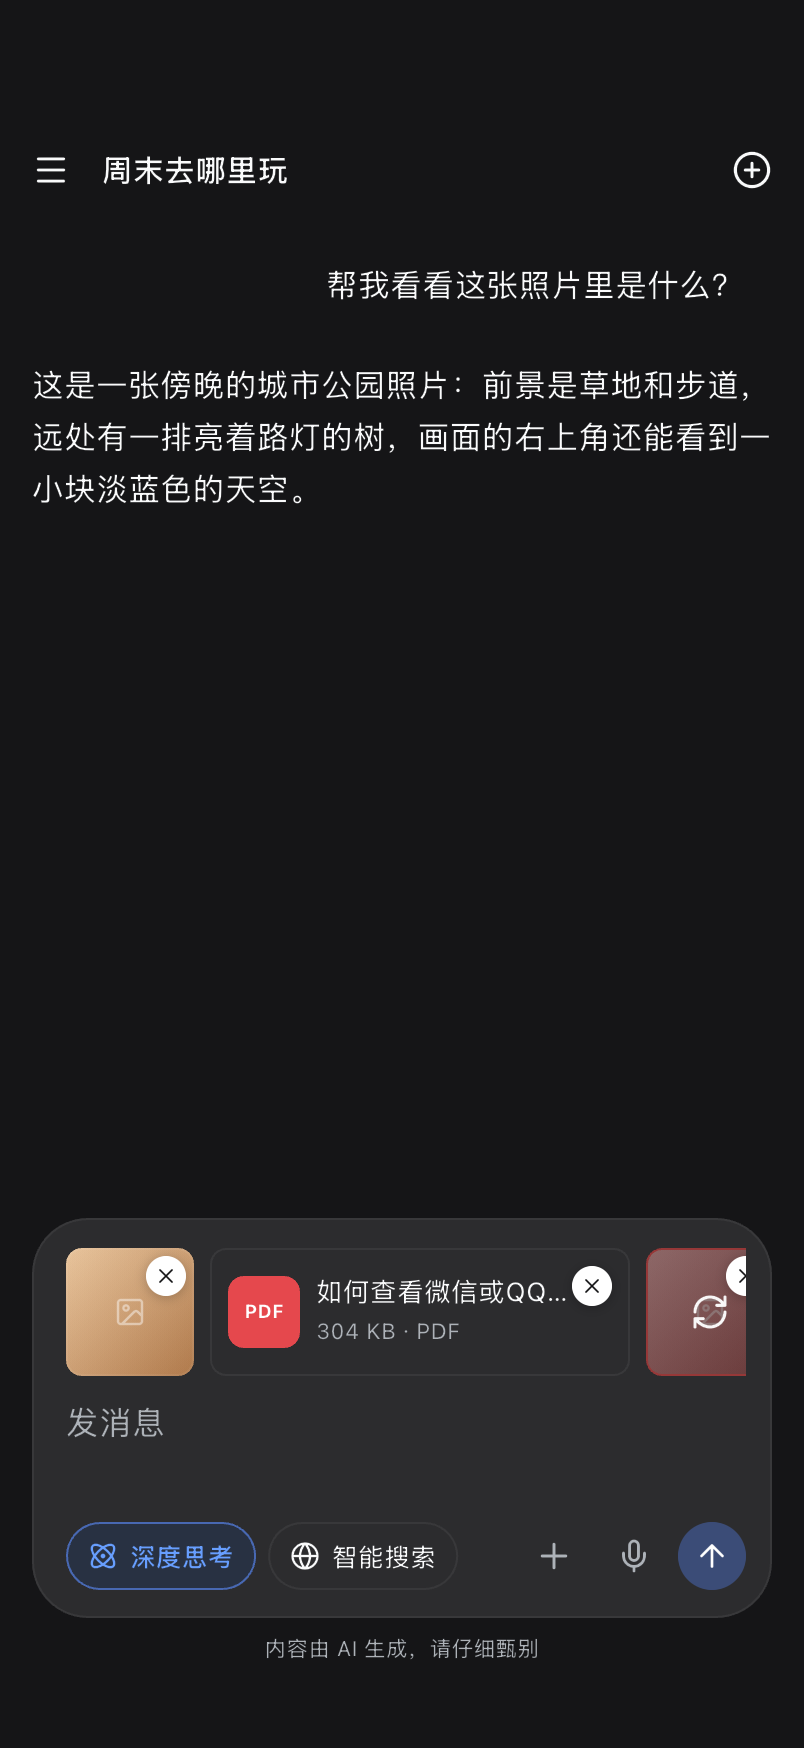 周末去哪里玩
帮我看看这张照片里是什么？
这是一张傍晚的城市公园照片：前景是草地和步道，
远处有一排亮着路灯的树，画面的右上角还能看到一
小块淡蓝色的天空。
PDF
如何查看微信或QQ...
304 KB · PDF
发消息
深度思考
智能搜索
内容由 AI 生成，请仔细甄别